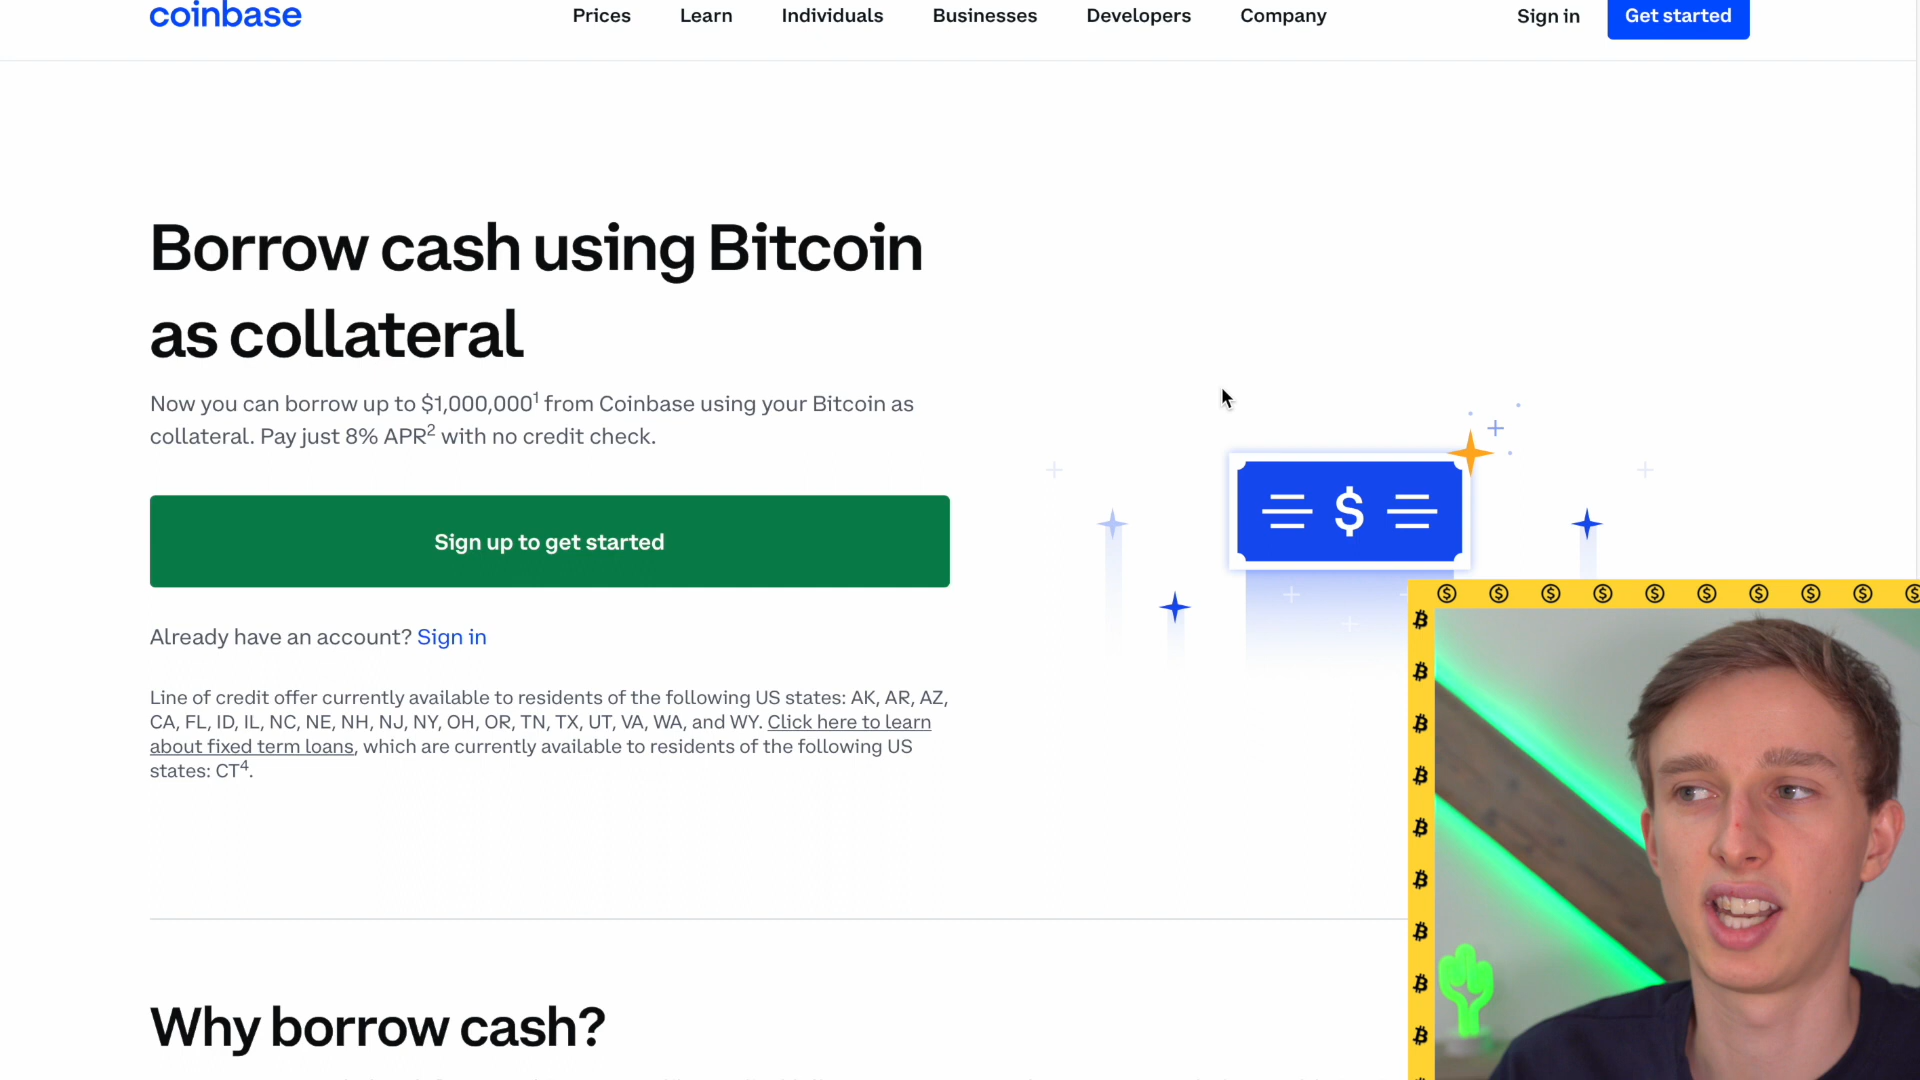 coinbase
Prices Learn Individuals Businesses Developers Company Sign in Get started
Borrow cash using Bitcoin
as collateral
Now you can borrow up to $1,000,000¹ from Coinbase using your Bitcoin as
collateral. Pay just 8% APR² with no credit check.
Sign up to get started
Already have an account? Sign in
Line of credit offer currently available to residents of the following US states: AK, AR, AZ,
CA, FL, ID, IL, NC, NE, NH, NJ, NY, OH, OR, TN, TX, UT, VA, WA, and WY. Click here to learn
about fixed term loans, which are currently available to residents of the following US
states: CT⁴.
Why borrow cash?